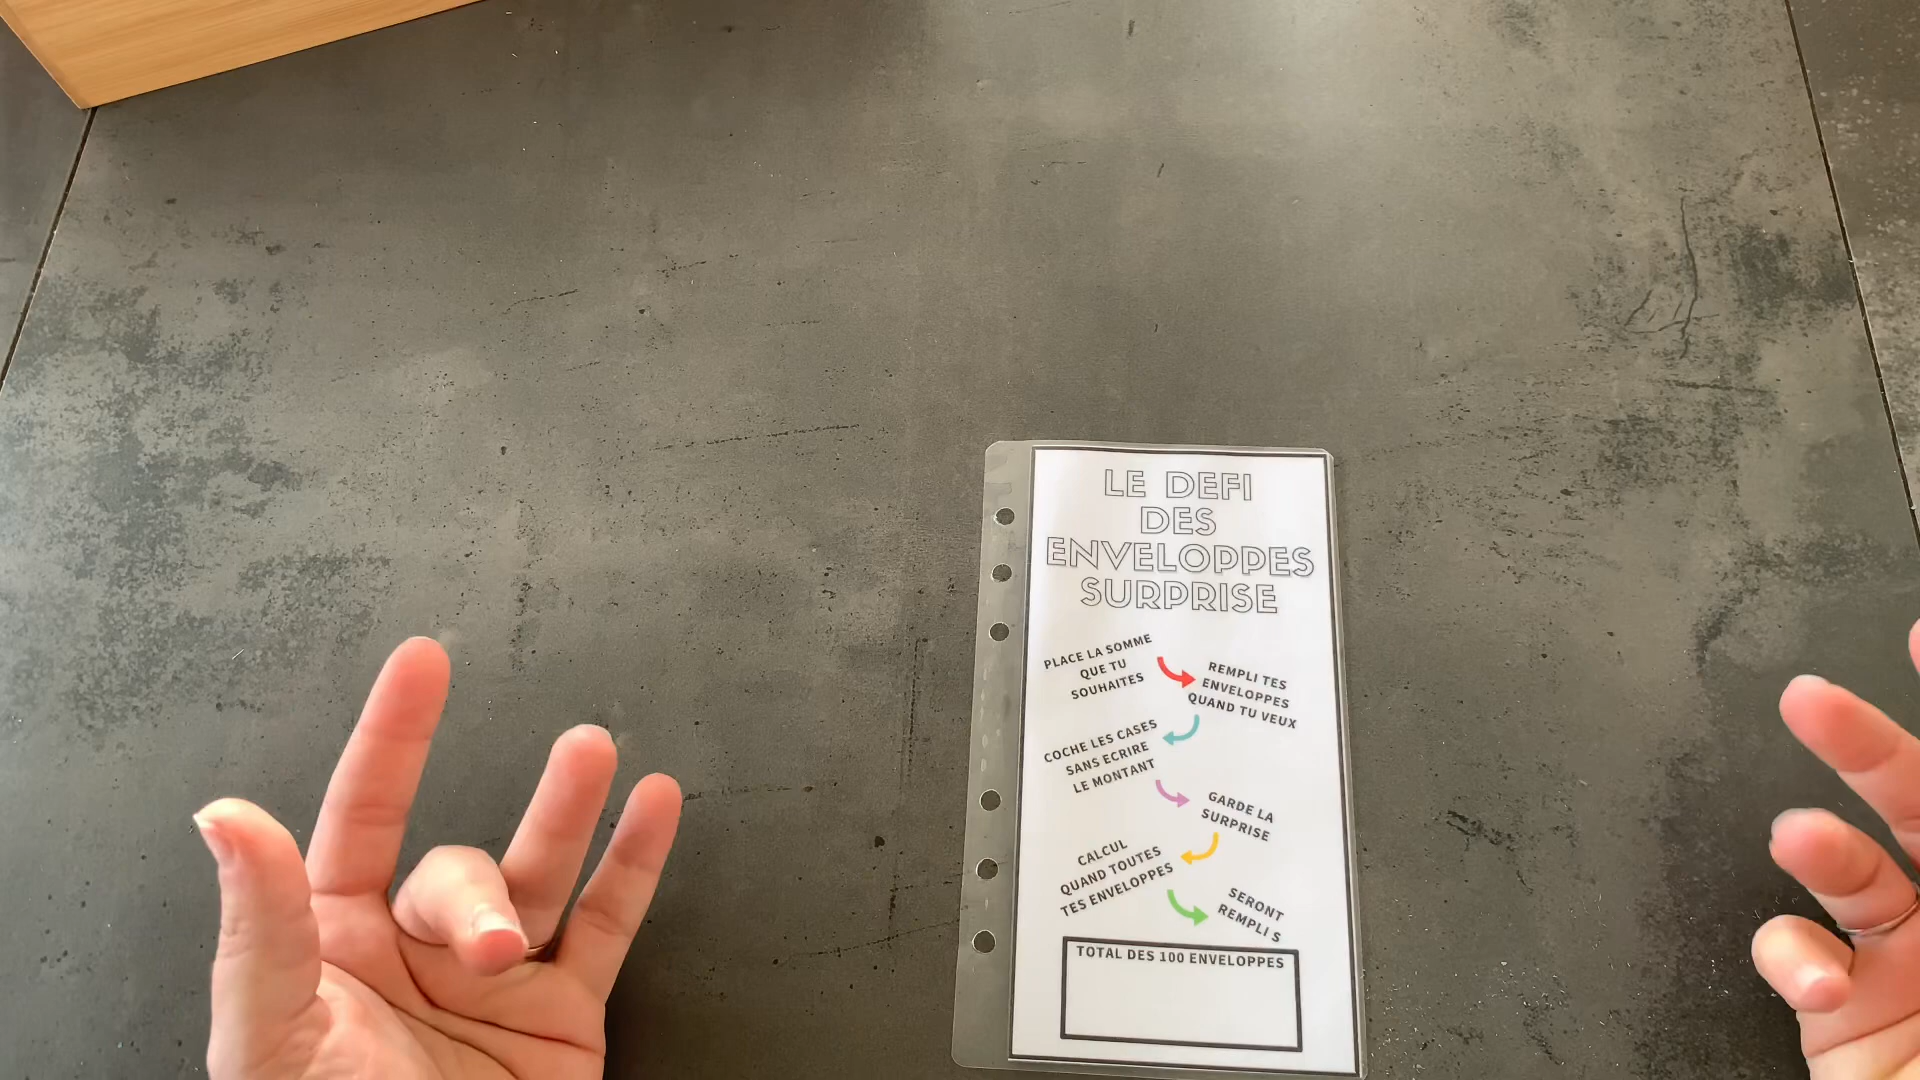 LE DEFI
DES
ENVELOPPES
SURPRISE
PLACE LA SOMME
QUE TU
SOUHAITES
REMPLI TES
ENVELOPPES
QUAND TU VEUX
COCHE LES CASES
SANS ECRIRE
LE MONTANT
GARDE LA
SURPRISE
CALCUL
QUAND TOUTES
TES ENVELOPPES
SERONT
REMPLI S
TOTAL DES 100 ENVELOPPES